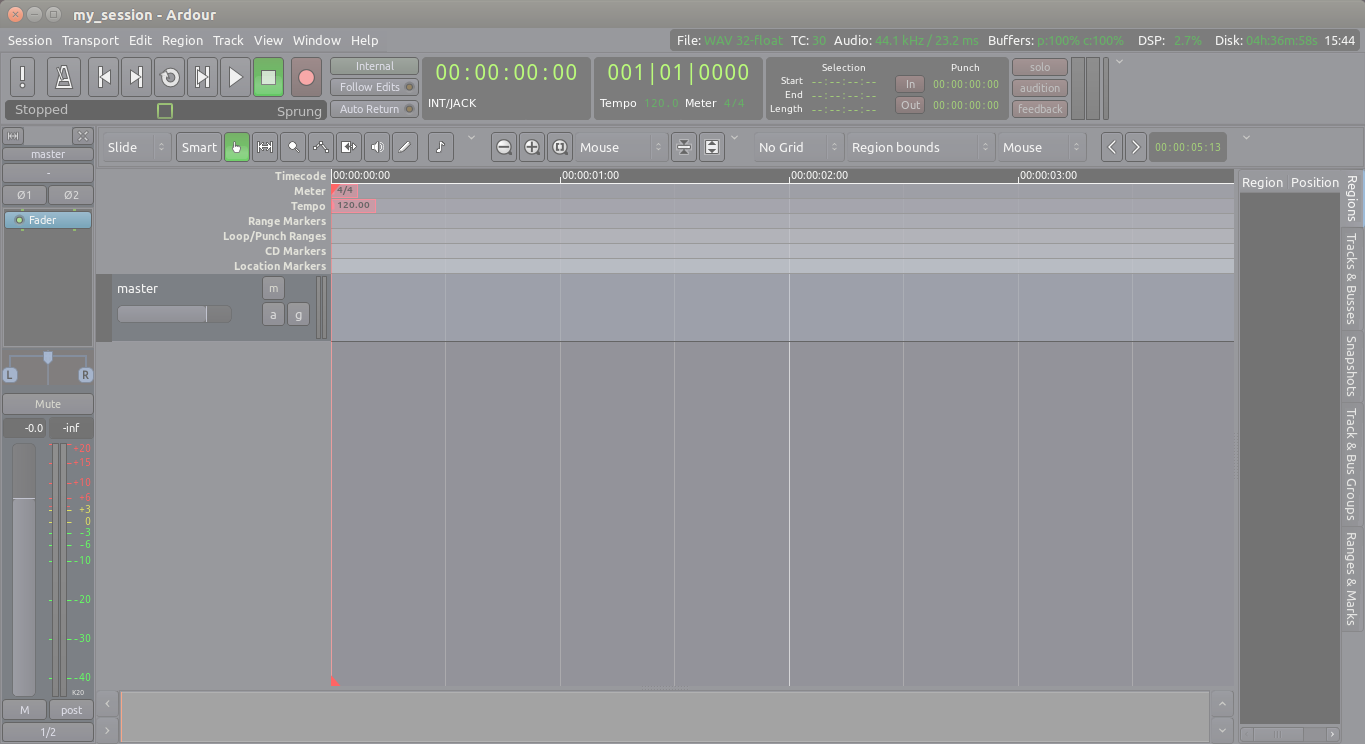 my_session - Ardour
Session Transport Edit Region Track View Window Help
File: WAV 32-float TC: 30 Audio: 44.1 kHz / 23.2 ms Buffers: p:100% c:100% DSP: 2.7% Disk: 04h:36m:58s 15:44
Internal
Follow Edits
Auto Return
Stopped
Sprung
00:00:00:00
INT/JACK
001|01|0000
Tempo 120.0 Meter 4/4
Selection
Start --:--:--:--
End --:--:--:--
Length --:--:--:--
Punch
In 00:00:00:00
Out 00:00:00:00
solo
audition
feedback
master
-
Ø1 Ø2
Fader
L R
Mute
-0.0 -inf
+20
+15
+10
+6
+3
0
-3
-6
-10
-20
-30
-40
K20
M post
1/2
Slide Smart Mouse No Grid Region bounds Mouse 00:00:05:13
Timecode 00:00:00:00 00:00:01:00 00:00:02:00 00:00:03:00
Meter 4/4
Tempo 120.00
Range Markers
Loop/Punch Ranges
CD Markers
Location Markers
master m
a g
Region Position
Regions
Tracks & Busses
Snapshots
Track & Bus Groups
Ranges & Marks